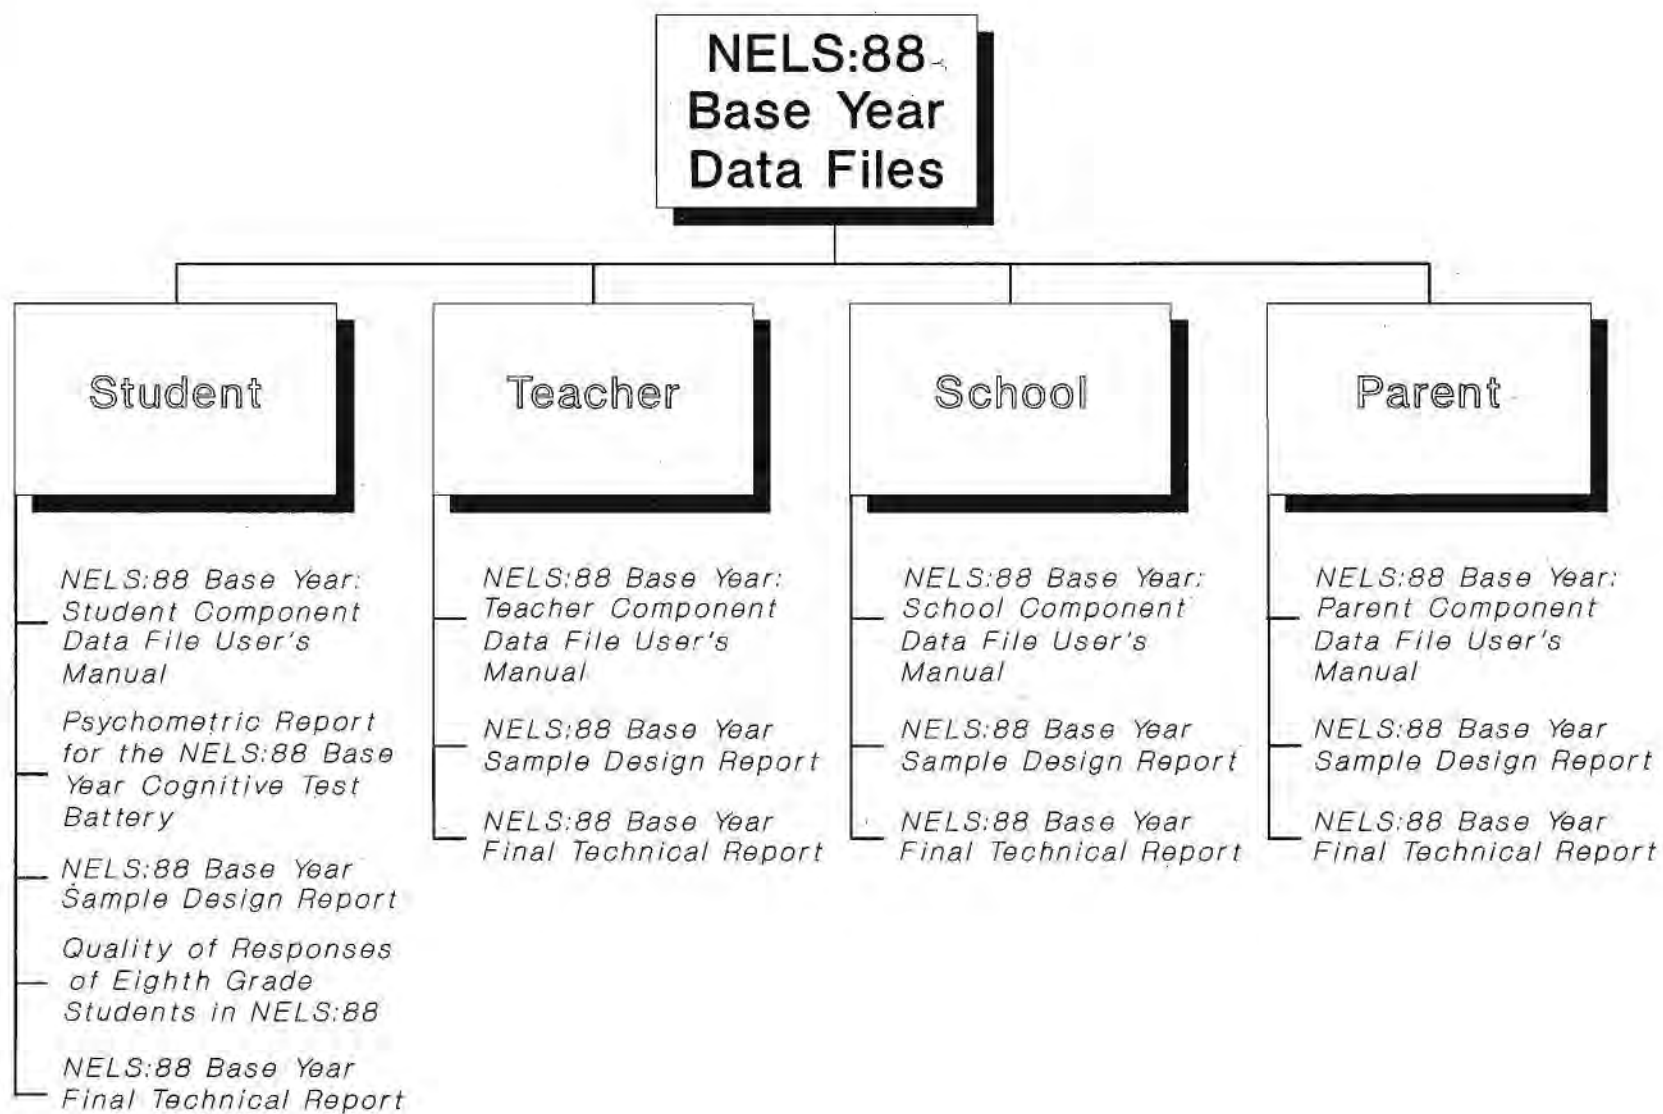 NELS:88
Base Year
Data Files
Student
NELS:88 Base Year:
Student Component
Data File User's
Manual
Psychometric Report
for the NELS:88 Base
Year Cognitive Test
Battery
NELS:88 Base Year
Sample Design Report
Quality of Responses
of Eighth Grade
Students in NELS:88
NELS:88 Base Year
Final Technical Report
Teacher
NELS:88 Base Year:
Teacher Component
Data File User's
Manual
NELS:88 Base Year
Sample Design Report
NELS:88 Base Year
Final Technical Report
School
NELS:88 Base Year:
School Component
Data File User's
Manual
NELS:88 Base Year
Sample Design Report
NELS:88 Base Year
Final Technical Report
Parent
NELS:88 Base Year:
Parent Component
Data File User's
Manual
NELS:88 Base Year
Sample Design Report
NELS:88 Base Year
Final Technical Report